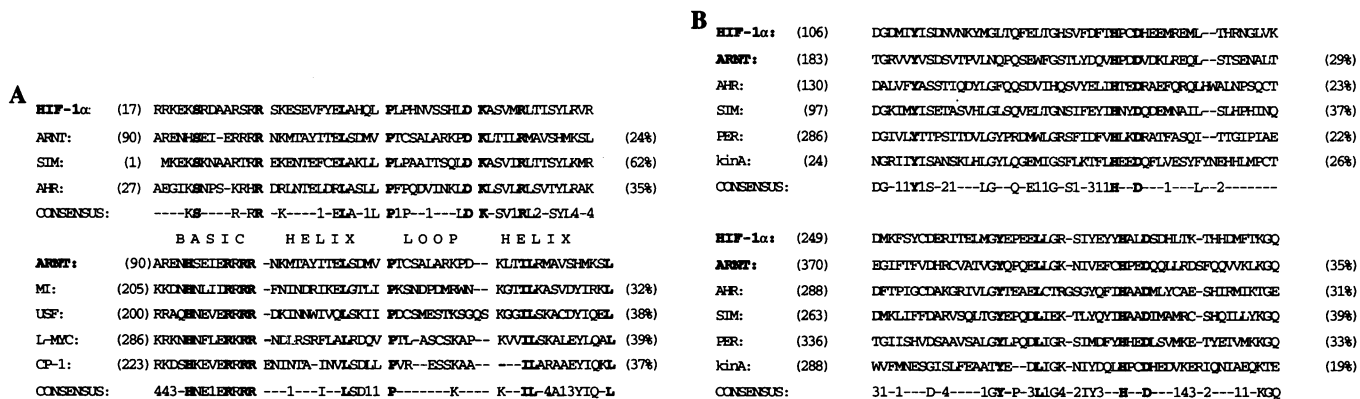 A
HIF-1α: (17) RRKEKSRDAARSRR SKESEVFYELAHQL PLPHNVSSHLD KASVMRLTISYLRVR
ARNT: (90) ARENHSEI-ERRRR NKMTAYITELSDMV PTCSALARKPD KLTILRMAVSHMKSL (24%)
SIM: (1) MKEKSKNAARTRR EKENTEFCELAKLL PLPAAITSQLD KASVIRLTTSYLKMR (62%)
AHR: (27) AEGIKSNPS-KRHR DRLNTELDRLASLL PFPQDVINKLD KLSVLRLSVTYLRAK (35%)
CONSENSUS: ----KS----R-RR -K----1-ELA-1L P1P--1---LD K-SV1RL2-SYL4-4
BASIC HELIX LOOP HELIX
ARNT: (90) ARENHSEIERRRR -NKMTAYITELSDMV PTCSALARKPD-- KLTILRMAVSHMKSL
MI: (205) KKDNHNLIERRRR -FNINDRIKELGTLI PKSNDPDMRWN-- KGTILKASVDYIRKL (32%)
USF: (200) RRAQHNEVERRRR -DKINNWIVQLSKII PDCSMESTKSGQS KGGILSKACDYIQEL (38%)
L-MYC: (286) KRKNHNFLERKRR -NDLRSRFLALRDQV PTL-ASCSKAP-- KVVILSKALEYLQAL (39%)
CP-1: (223) RKDSHKEVERRRR ENINTA-INVLSDLL PVR--ESSKAA-- ---ILARAAEYIQKL (37%)
CONSENSUS: 443-HNE1ERRRR ---1---I--LSD11 P------K----- K--IL-4A13YIQ-L
B
HIF-1α: (106) DGDMIYISDNVNKYMGLTQFELTGHSVFDFTHPCDHEEMREML--THRNGLVK
ARNT: (183) TGRVVYVSDSVTPVLNQPQSEWFGSTLYDQVHPDDVDKLREQL--STSENALT (29%)
AHR: (130) DALVFYASSTIQDYLGFQQSDVIHQSVYELIHTEDRAEFQRQLHWALNPSQCT (23%)
SIM: (97) DGKIMYISETASVHLGLSQVELTGNSIFEYIHNYDQDEMNAIL--SLHPHINQ (37%)
PER: (286) DGIVLYTTPSITDVLGYPRDMWLGRSFIDFVHLKDRATFASQI--TTGIPIAE (22%)
kinA: (24) NGRIIYISANSKLHLGYLQGEMIGSFLKTFLHEEDQFLVESYFYNEHHLMPCT (26%)
CONSENSUS: DG-11Y1S-21---LG--Q-E11G-S1-311H--D---1---L--2-------
HIF-1α: (249) DMKFSYCDERITELMGYEPEELLGR-SIYEYYHALDSDHLTK-THHDMFTKGQ
ARNT: (370) EGIFTFVDHRCVATVGYQPQELLGK-NIVEFCHPEDQQLLRDSFQQVVKLKGQ (35%)
AHR: (288) DFTPIGCDAKGRIVLGYTEAELCTRGSGYQFIHAADMLYCAE-SHIRMIKTGE (31%)
SIM: (263) DMKLIFFDARVSQLTGYEPQDLIEK-TLYQYIHAADIMAMRC-SHQILLYKGQ (39%)
PER: (336) TGIISHVDSAAVSALGYLPQDLIGR-SIMDFYHHEDLSVMKE-TYETVMKKGQ (33%)
kinA: (288) WVFMNESGISLFEAATYE--DLIGK-NIYDQLHPCDHEDVKERIQNIAEQKTE (19%)
CONSENSUS: 31-1---D-4----1GY-P-3L1G4-2IY3--H--D---143-2---11-KGQ